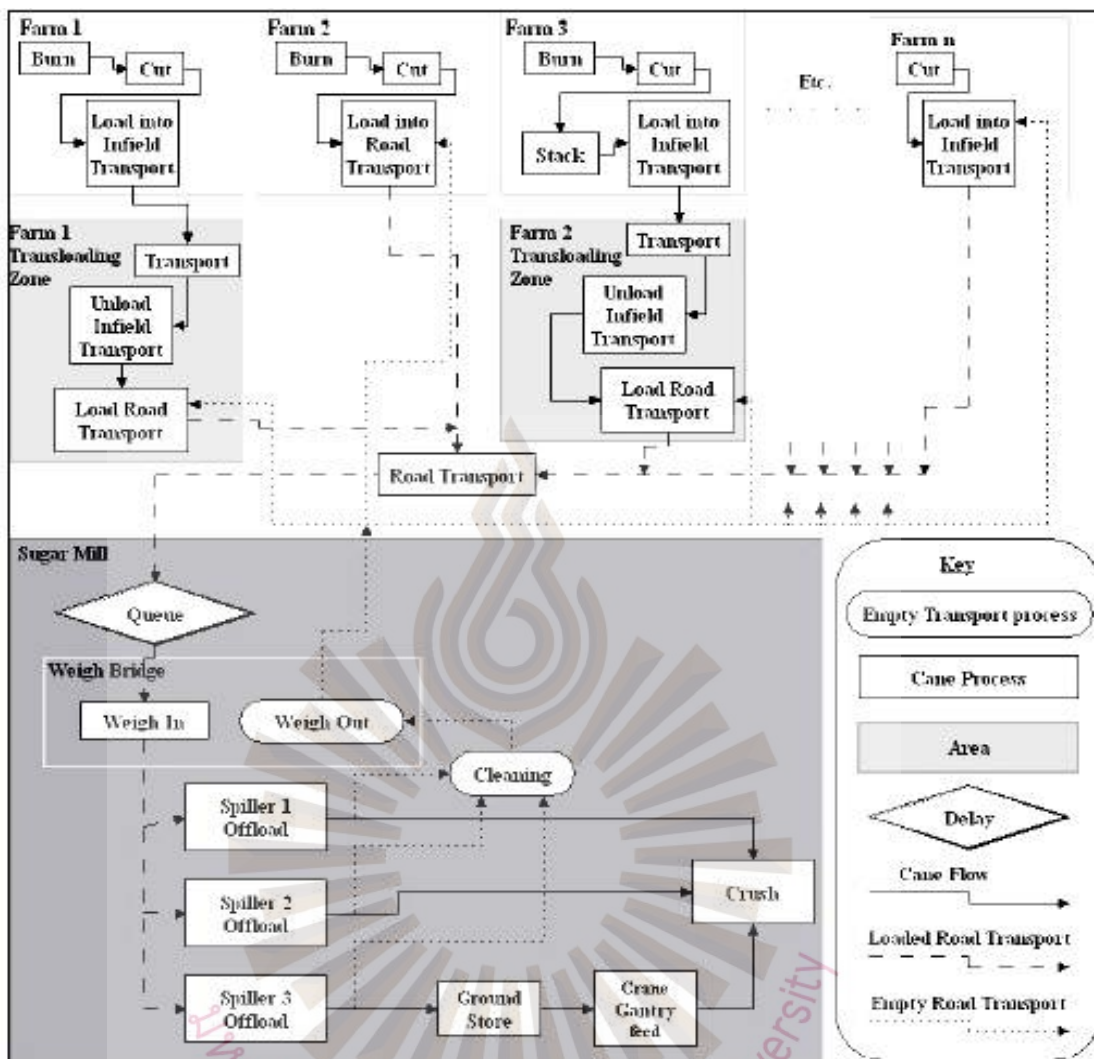 Farm 1
Burn
Cut
Load into
Infield
Transport
Farm 2
Burn
Cut
Load into
Road
Transport
Farm 3
Burn
Cut
Stack
Load into
Infield
Transport
Etc.
Farm n
Cut
Load into
Infield
Transport
Farm 1
Transloading
Zone
Transport
Unload
Infield
Transport
Load Road
Transport
Farm 2
Transloading
Zone
Transport
Unload
Infield
Transport
Load Road
Transport
Road Transport
Sugar Mill
Queue
Weigh Bridge
Weigh In
Weigh Out
Cleaning
Spiller 1
Offload
Spiller 2
Offload
Spiller 3
Offload
Ground
Store
Crane
Gantry
feed
Crush
Key
Empty Transport process
Cane Process
Area
Delay
Cane Flow
Loaded Road Transport
Empty Road Transport